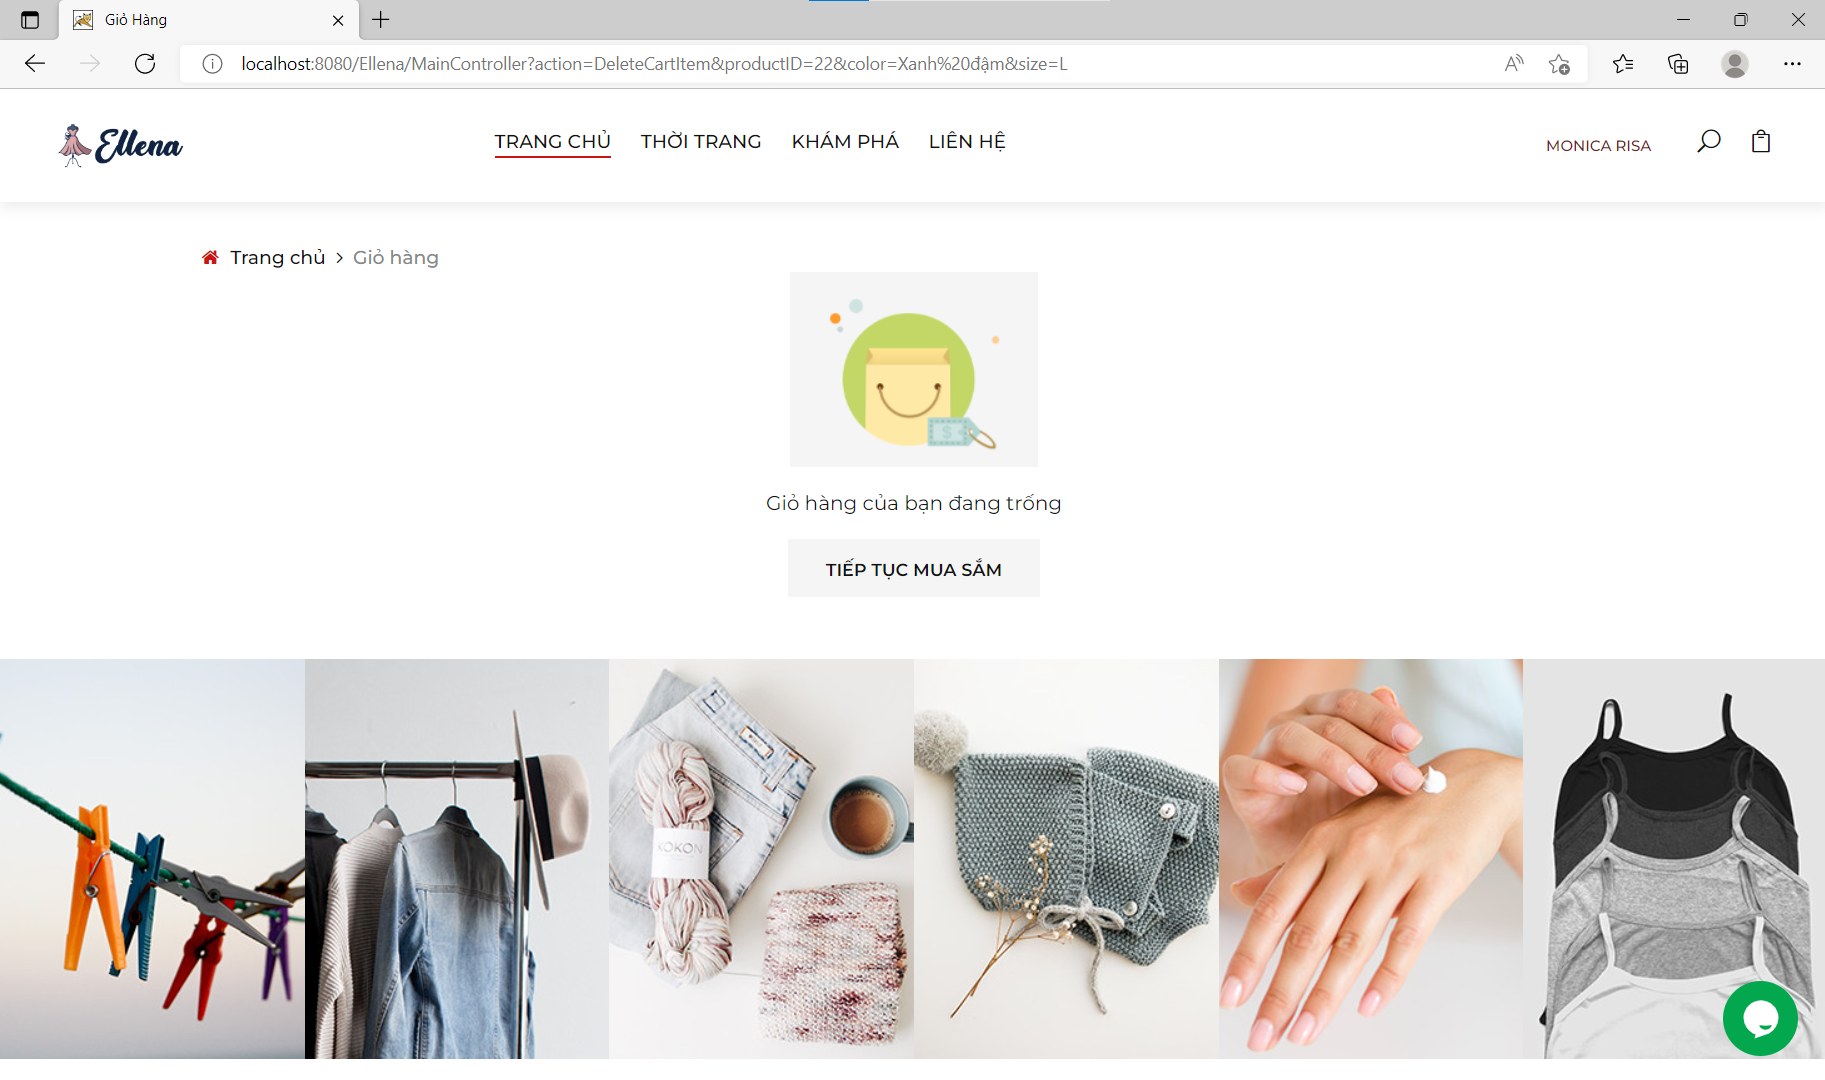 Giỏ Hàng
localhost:8080/Ellena/MainController?action=DeleteCartItem&productID=22&color=Xanh%20đậm&size=L
Ellena
TRANG CHỦ THỜI TRANG KHÁM PHÁ LIÊN HỆ
MONICA RISA
Trang chủ > Giỏ hàng
Giỏ hàng của bạn đang trống
TIẾP TỤC MUA SẮM
KOKON